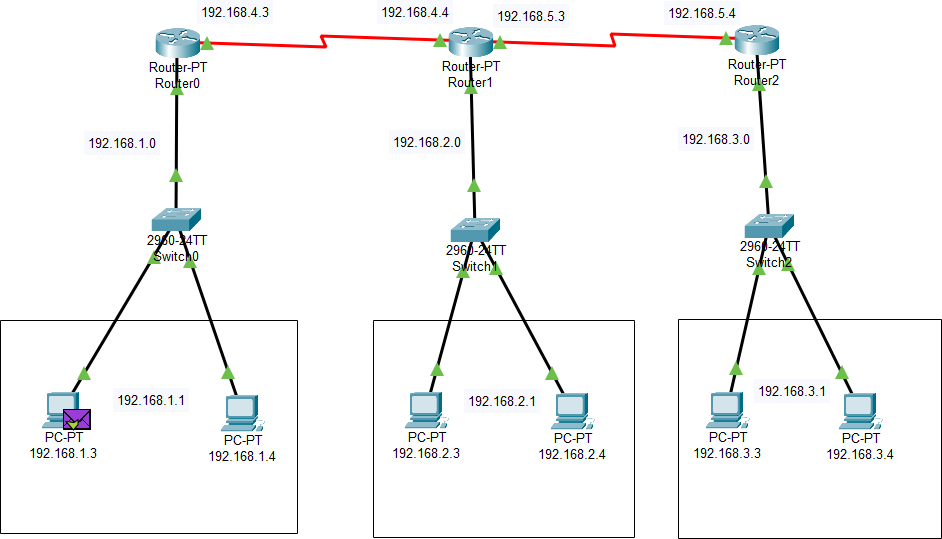 192.168.4.3
192.168.4.4
192.168.5.3
192.168.5.4
Router-PT
Router0
Router-PT
Router1
Router-PT
Router2
192.168.1.0
192.168.2.0
192.168.3.0
2960-24TT
Switch0
2960-24TT
Switch1
2960-24TT
Switch2
192.168.1.1
192.168.2.1
192.168.3.1
PC-PT
192.168.1.3
PC-PT
192.168.1.4
PC-PT
192.168.2.3
PC-PT
192.168.2.4
PC-PT
192.168.3.3
PC-PT
192.168.3.4